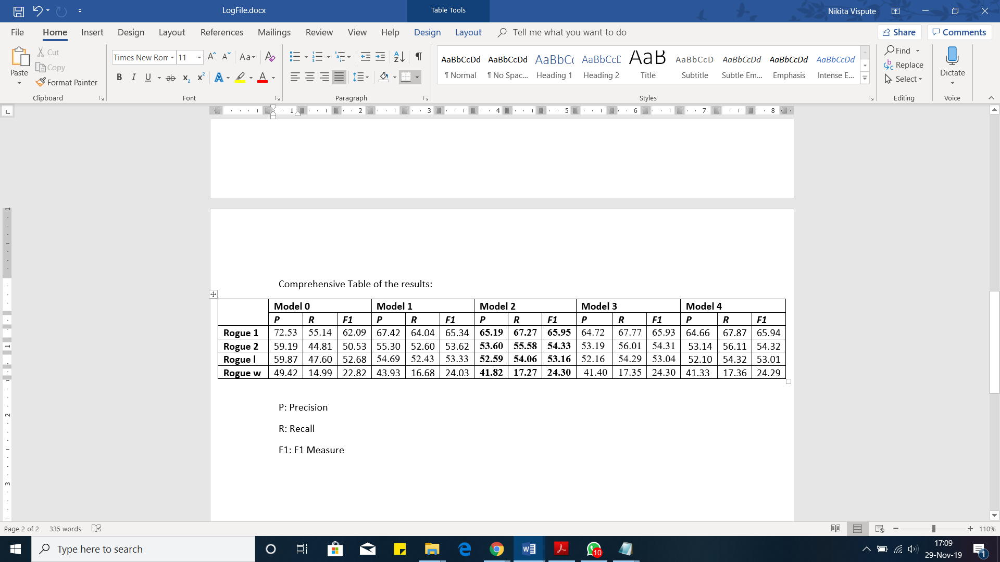 LogFile.docx
Table Tools
Nikita Vispute
File Home Insert Design Layout References Mailings Review View Help Design Layout Tell me what you want to do Share Comments
Paste
Cut
Copy
Format Painter
Clipboard
Times New Ron 11
Font
Paragraph
AaBbCcDd AaBbCcDd AaBbCc AaBbCcD AaB AaBbCcD AaBbCcDd AaBbCcDd AaBbCcDd
¶ Normal ¶ No Spac... Heading 1 Heading 2 Title Subtitle Subtle Em... Emphasis Intense E...
Styles
Find
Replace
Select
Editing
Dictate
Voice
1 2 3 4 5 6 7 8
Comprehensive Table of the results:
Model 0 Model 1 Model 2 Model 3 Model 4
P R F1 P R F1 P R F1 P R F1 P R F1
Rogue 1 72.53 55.14 62.09 67.42 64.04 65.34 65.19 67.27 65.95 64.72 67.77 65.93 64.66 67.87 65.94
Rogue 2 59.19 44.81 50.53 55.30 52.60 53.62 53.60 55.58 54.33 53.19 56.01 54.31 53.14 56.11 54.32
Rogue l 59.87 47.60 52.68 54.69 52.43 53.33 52.59 54.06 53.16 52.16 54.29 53.04 52.10 54.32 53.01
Rogue w 49.42 14.99 22.82 43.93 16.68 24.03 41.82 17.27 24.30 41.40 17.35 24.30 41.33 17.36 24.29
P: Precision
R: Recall
F1: F1 Measure
Page 2 of 2 335 words 110%
Type here to search
10
17:09
29-Nov-19
1